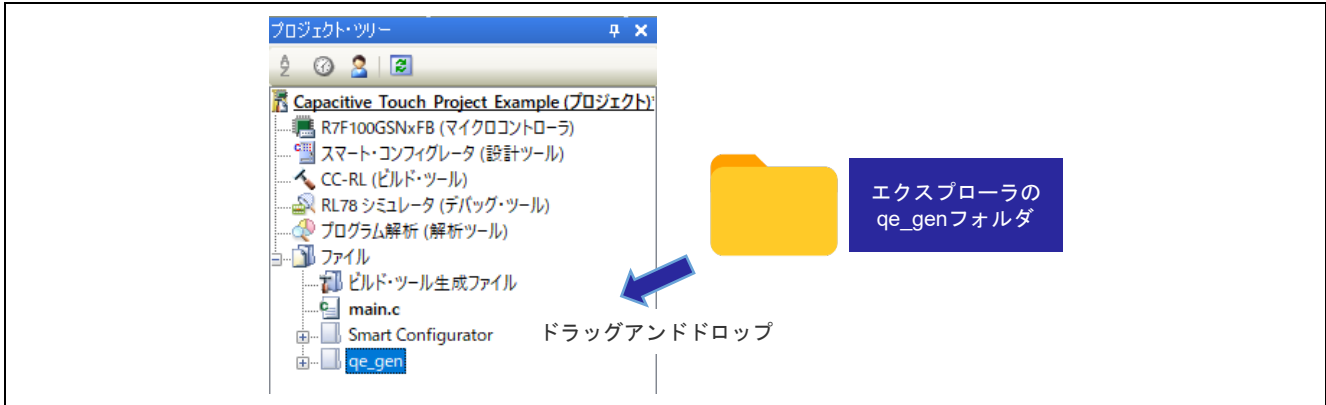 プロジェクト・ツリー
Capacitive_Touch_Project_Example (プロジェクト)*
R7F100GSNxFB (マイクロコントローラ)
スマート・コンフィグレータ (設計ツール)
CC-RL (ビルド・ツール)
RL78 シミュレータ (デバッグ・ツール)
プログラム解析 (解析ツール)
ファイル
ビルド・ツール生成ファイル
main.c
Smart Configurator
qe_gen
エクスプローラの
qe_genフォルダ
ドラッグアンドドロップ